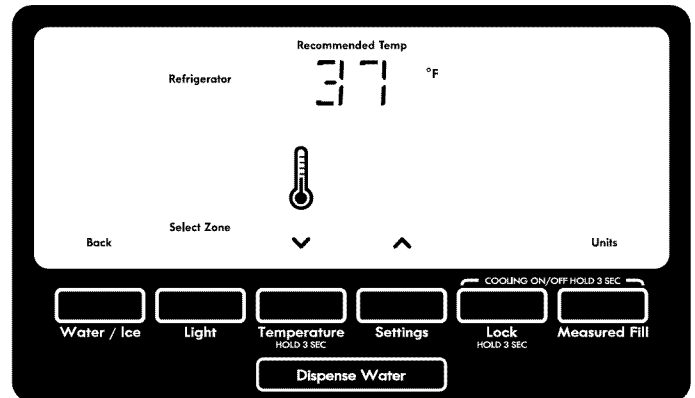 Recommended Temp
Refrigerator 37 °F
Select Zone
Back Units
COOLING ON/OFF HOLD 3 SEC
Water / Ice Light Temperature Settings Lock Measured Fill
HOLD 3 SEC HOLD 3 SEC
Dispense Water